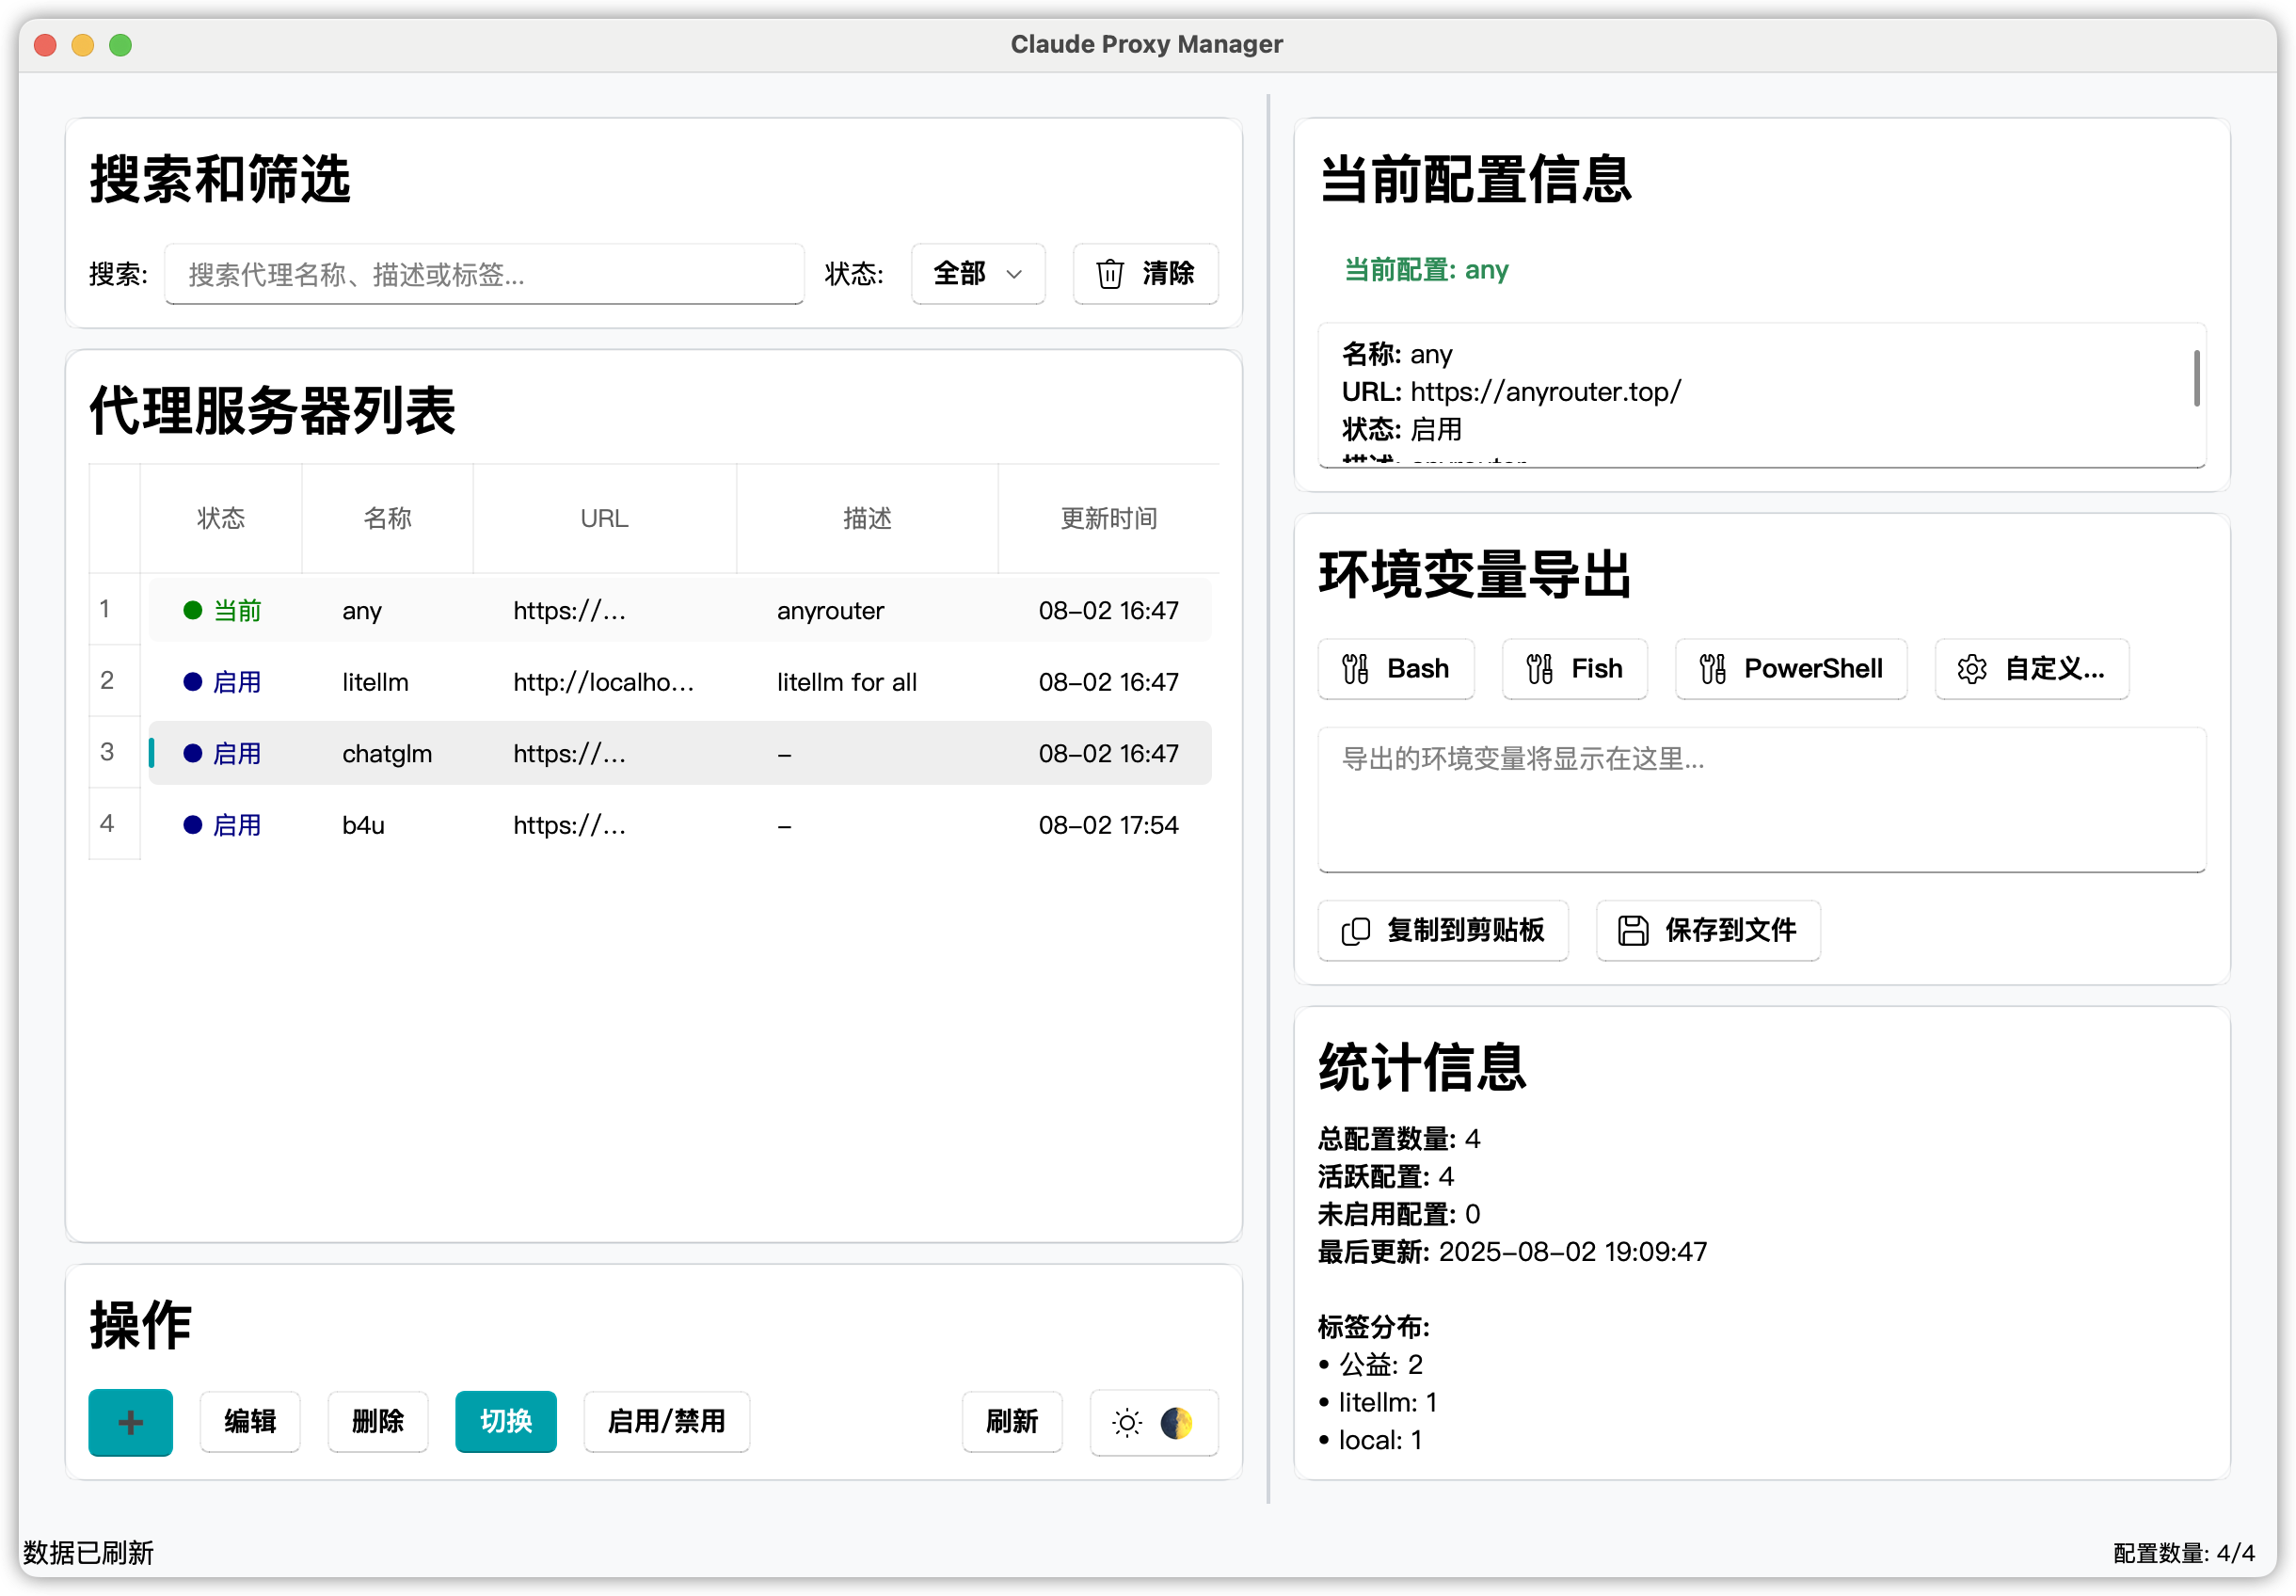 Claude Proxy Manager
搜索和筛选
搜索: 搜索代理名称、描述或标签... 状态: 全部 清除
代理服务器列表
状态 名称 URL 描述 更新时间
1 当前 any https://... anyrouter 08-02 16:47
2 启用 litellm http://localho... litellm for all 08-02 16:47
3 启用 chatglm https://... - 08-02 16:47
4 启用 b4u https://... - 08-02 17:54
操作
+ 编辑 删除 切换 启用/禁用 刷新
当前配置信息
当前配置: any
名称: any
URL: https://anyrouter.top/
状态: 启用
环境变量导出
Bash Fish PowerShell 自定义...
导出的环境变量将显示在这里...
复制到剪贴板 保存到文件
统计信息
总配置数量: 4
活跃配置: 4
未启用配置: 0
最后更新: 2025-08-02 19:09:47
标签分布:
• 公益: 2
• litellm: 1
• local: 1
数据已刷新 配置数量: 4/4